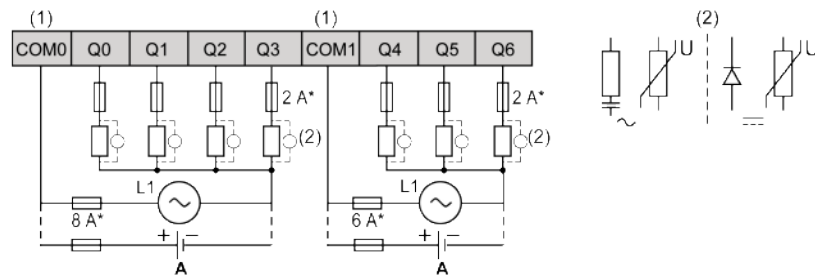 (1) (1) (2)
COM0 Q0 Q1 Q2 Q3 COM1 Q4 Q5 Q6
U U
2 A* 2 A*
(2) (2)
L1 L1
8 A* 6 A*
+ − + −
A A